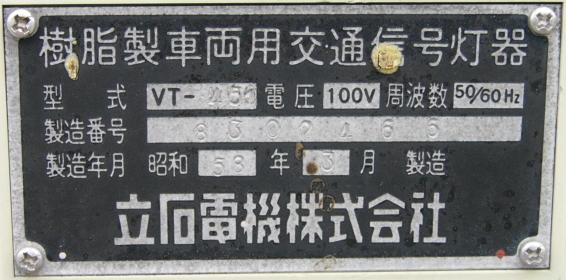 樹脂製車両用交通信号灯器
型式 VT-400 電圧 100V 周波数 50/60Hz
製造番号 8307465
製造年月 昭和 58 年 3 月 製造
立石電機株式会社